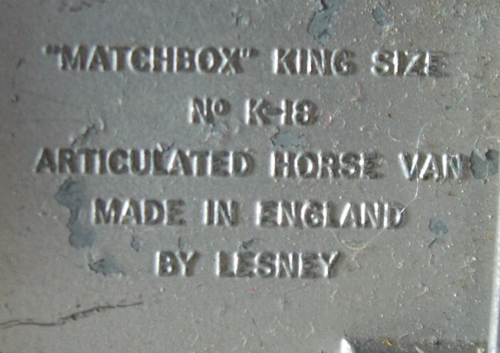 "MATCHBOX" KING SIZE
Nº K-18
ARTICULATED HORSE VAN
MADE IN ENGLAND
BY LESNEY